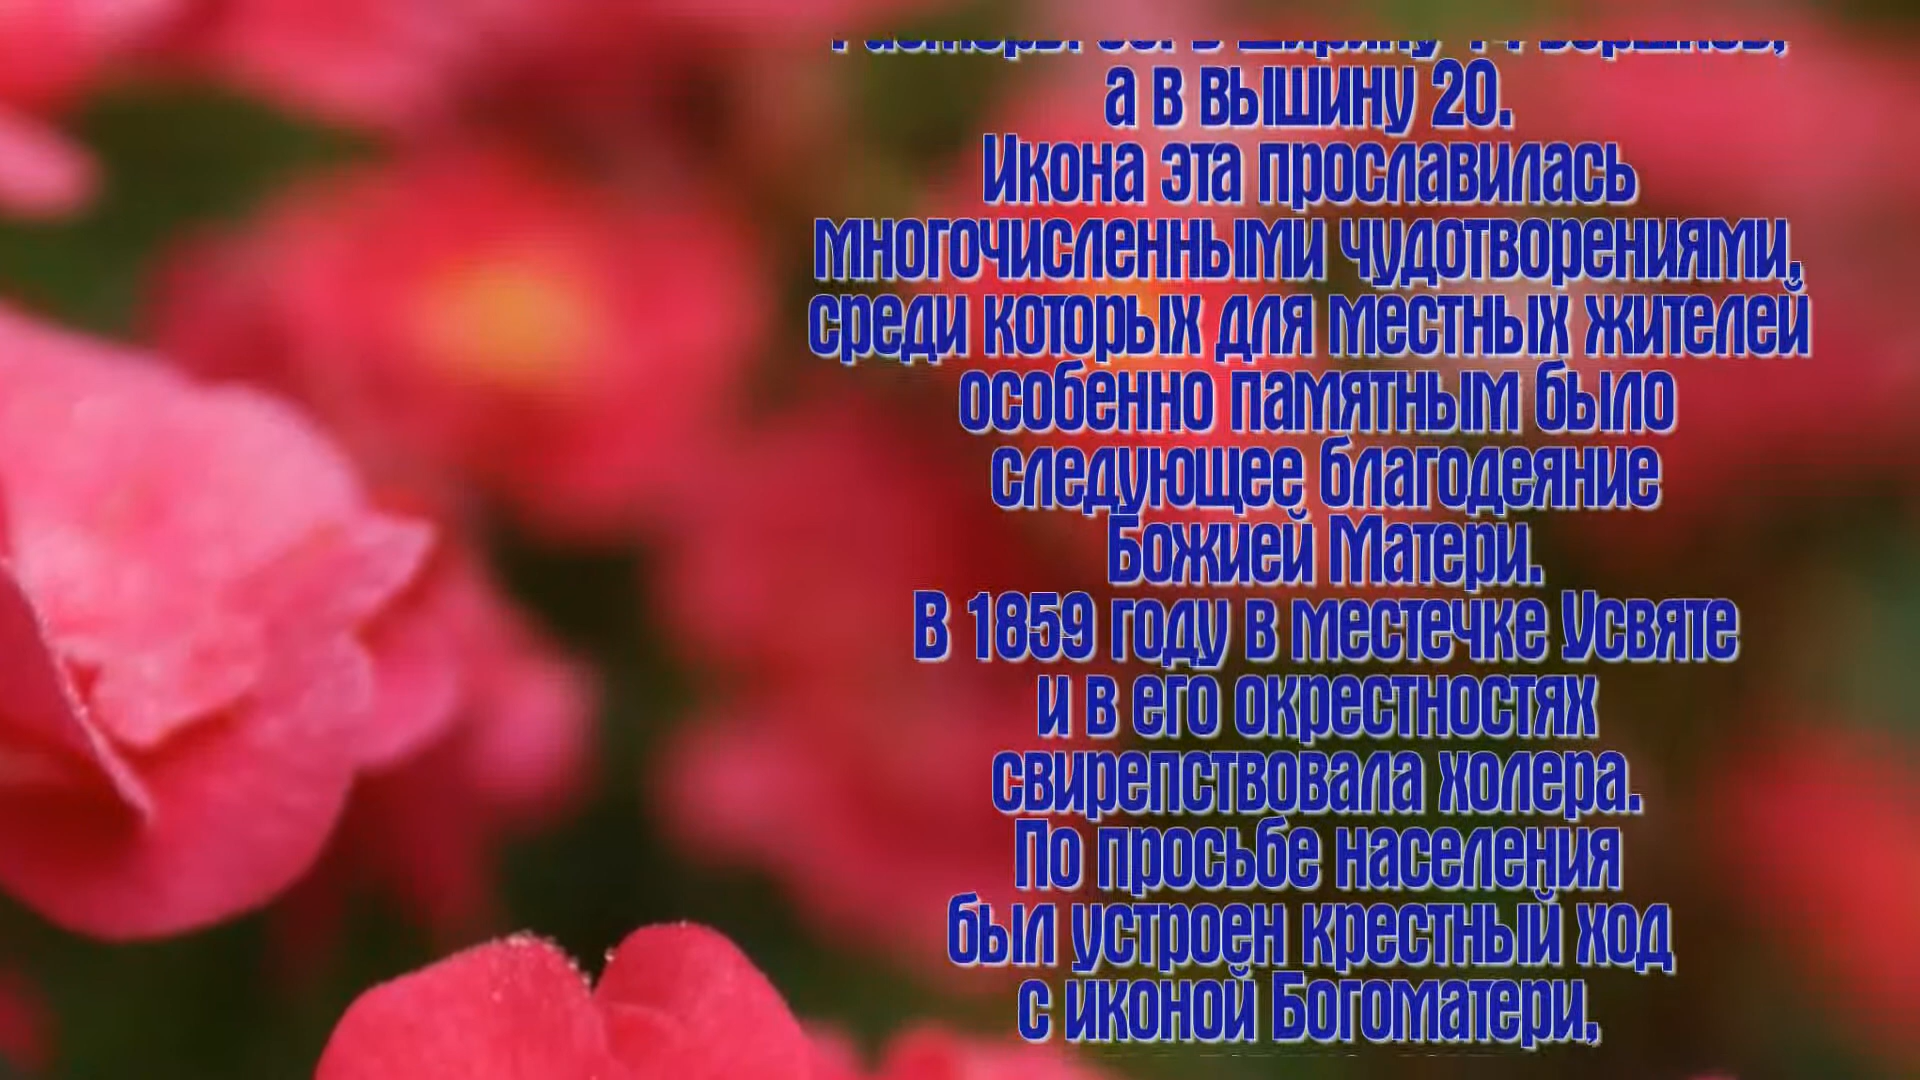 а в вышину 20.
Икона эта прославилась
многочисленными чудотворениями,
среди которых для местных жителей
особенно памятным было
следующее благодеяние
Божией Матери.
В 1859 году в местечке Усвяте
и в его окрестностях
свирепствовала холера.
По просьбе населения
был устроен крестный ход
с иконой Богоматери,